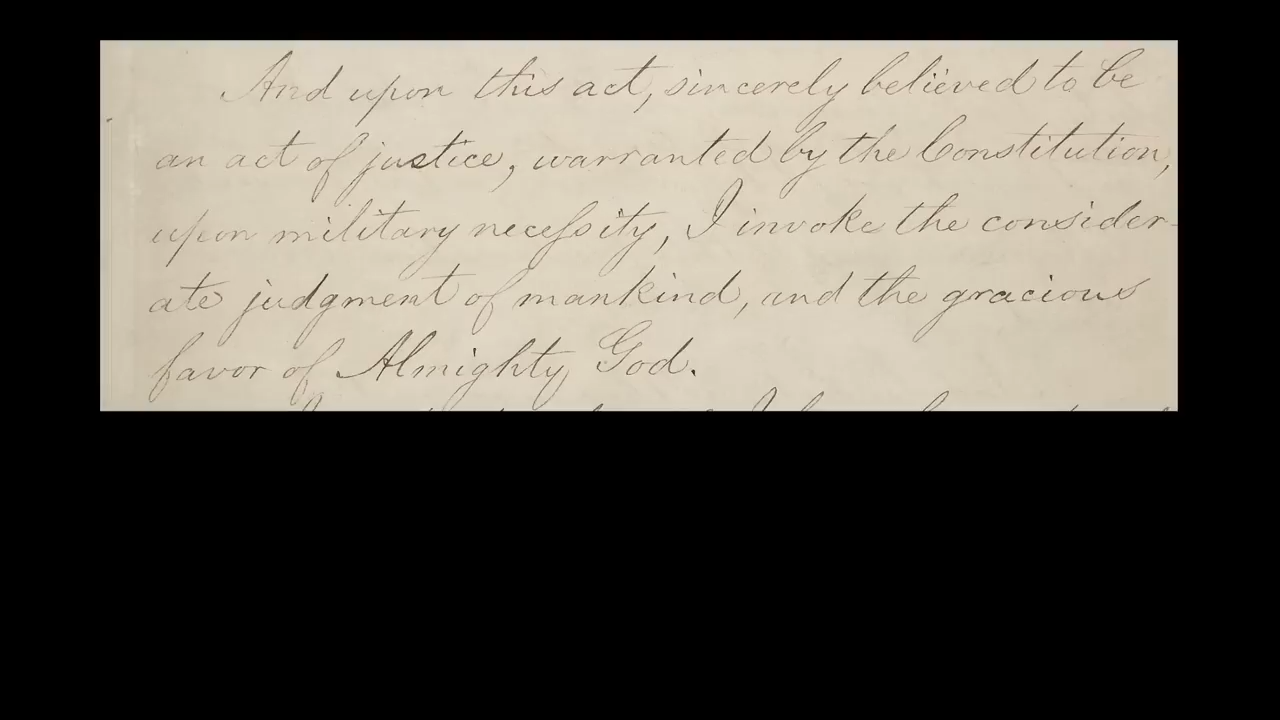 And upon this act, sincerely believed to be
an act of justice, warranted by the Constitution,
upon military necessity, I invoke the consider-
ate judgment of mankind, and the gracious
favor of Almighty God.